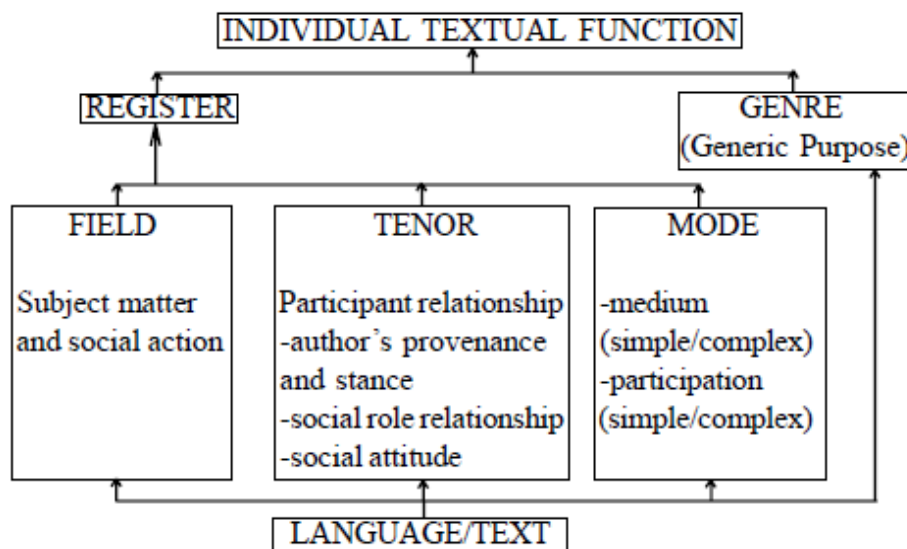 INDIVIDUAL TEXTUAL FUNCTION
REGISTER
GENRE
(Generic Purpose)
FIELD
Subject matter
and social action
TENOR
Participant relationship
-author's provenance
and stance
-social role relationship
-social attitude
MODE
-medium
(simple/complex)
-participation
(simple/complex)
LANGUAGE/TEXT